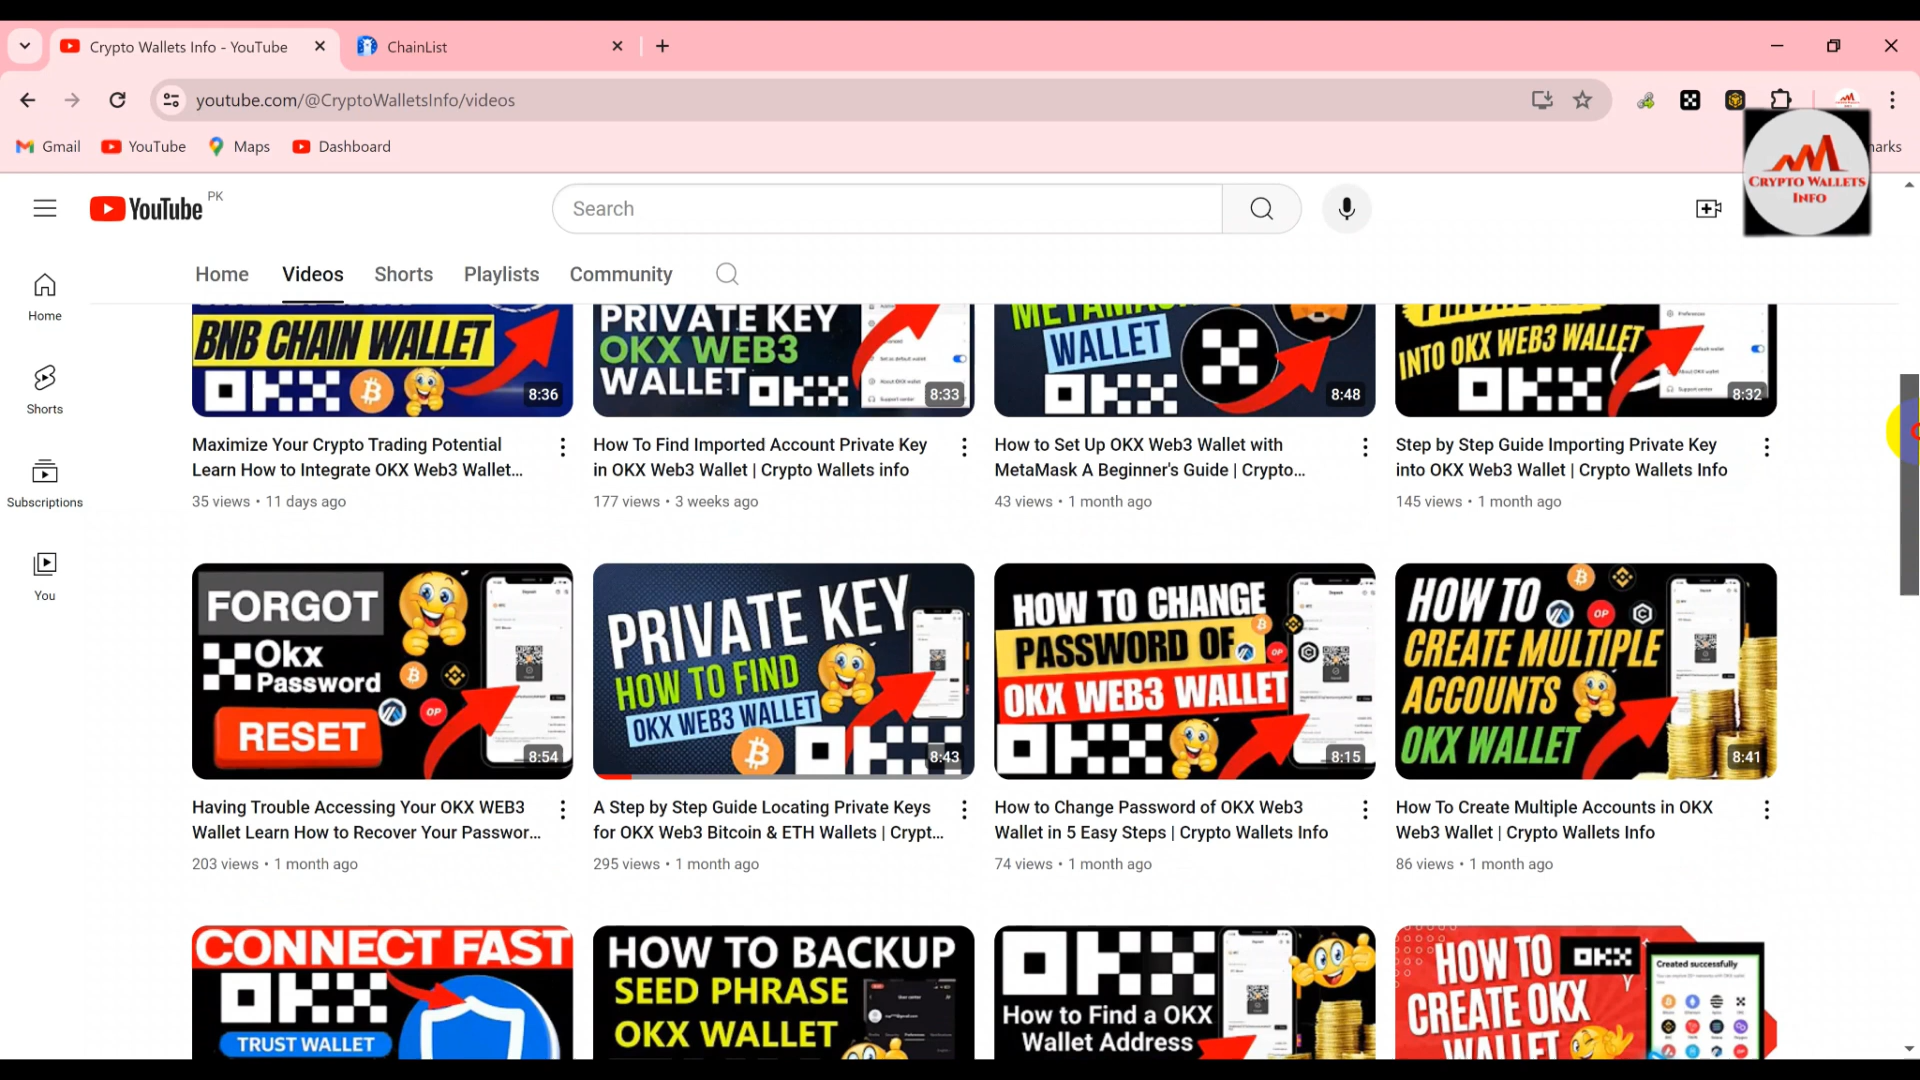 Crypto Wallets Info - YouTube
ChainList
youtube.com/@CryptoWalletsInfo/videos
Gmail
YouTube
Maps
Dashboard
CRYPTO WALLETS
INFO
YouTube PK
Search
Home
Videos
Shorts
Playlists
Community
Home
Shorts
Subscriptions
You
BNB CHAIN WALLET
OKX
8:36
PRIVATE KEY
OKX WEB3
WALLET
OKX
8:33
METAMASK
WALLET
OKX
8:48
INTO OKX WEB3 WALLET
OKX
8:32
Maximize Your Crypto Trading Potential
Learn How to Integrate OKX Web3 Wallet...
35 views • 11 days ago
How To Find Imported Account Private Key
in OKX Web3 Wallet | Crypto Wallets info
177 views • 3 weeks ago
How to Set Up OKX Web3 Wallet with
MetaMask A Beginner's Guide | Crypto...
43 views • 1 month ago
Step by Step Guide Importing Private Key
into OKX Web3 Wallet | Crypto Wallets Info
145 views • 1 month ago
FORGOT
Okx
Password
RESET
OP
8:54
PRIVATE KEY
HOW TO FIND
OKX WEB3 WALLET
8:43
HOW TO CHANGE
PASSWORD OF
OKX WEB3 WALLET
OKX
OP
8:15
HOW TO
CREATE MULTIPLE
ACCOUNTS
OKX WALLET
OP
8:41
Having Trouble Accessing Your OKX WEB3
Wallet Learn How to Recover Your Passwor...
203 views • 1 month ago
A Step by Step Guide Locating Private Keys
for OKX Web3 Bitcoin & ETH Wallets | Crypt...
295 views • 1 month ago
How to Change Password of OKX Web3
Wallet in 5 Easy Steps | Crypto Wallets Info
74 views • 1 month ago
How To Create Multiple Accounts in OKX
Web3 Wallet | Crypto Wallets Info
86 views • 1 month ago
CONNECT FAST
OKX
TRUST WALLET
HOW TO BACKUP
SEED PHRASE
OKX WALLET
OKX
How to Find a OKX
Wallet Address
HOW TO
CREATE OKX
WALLET
OKX
Created successfully